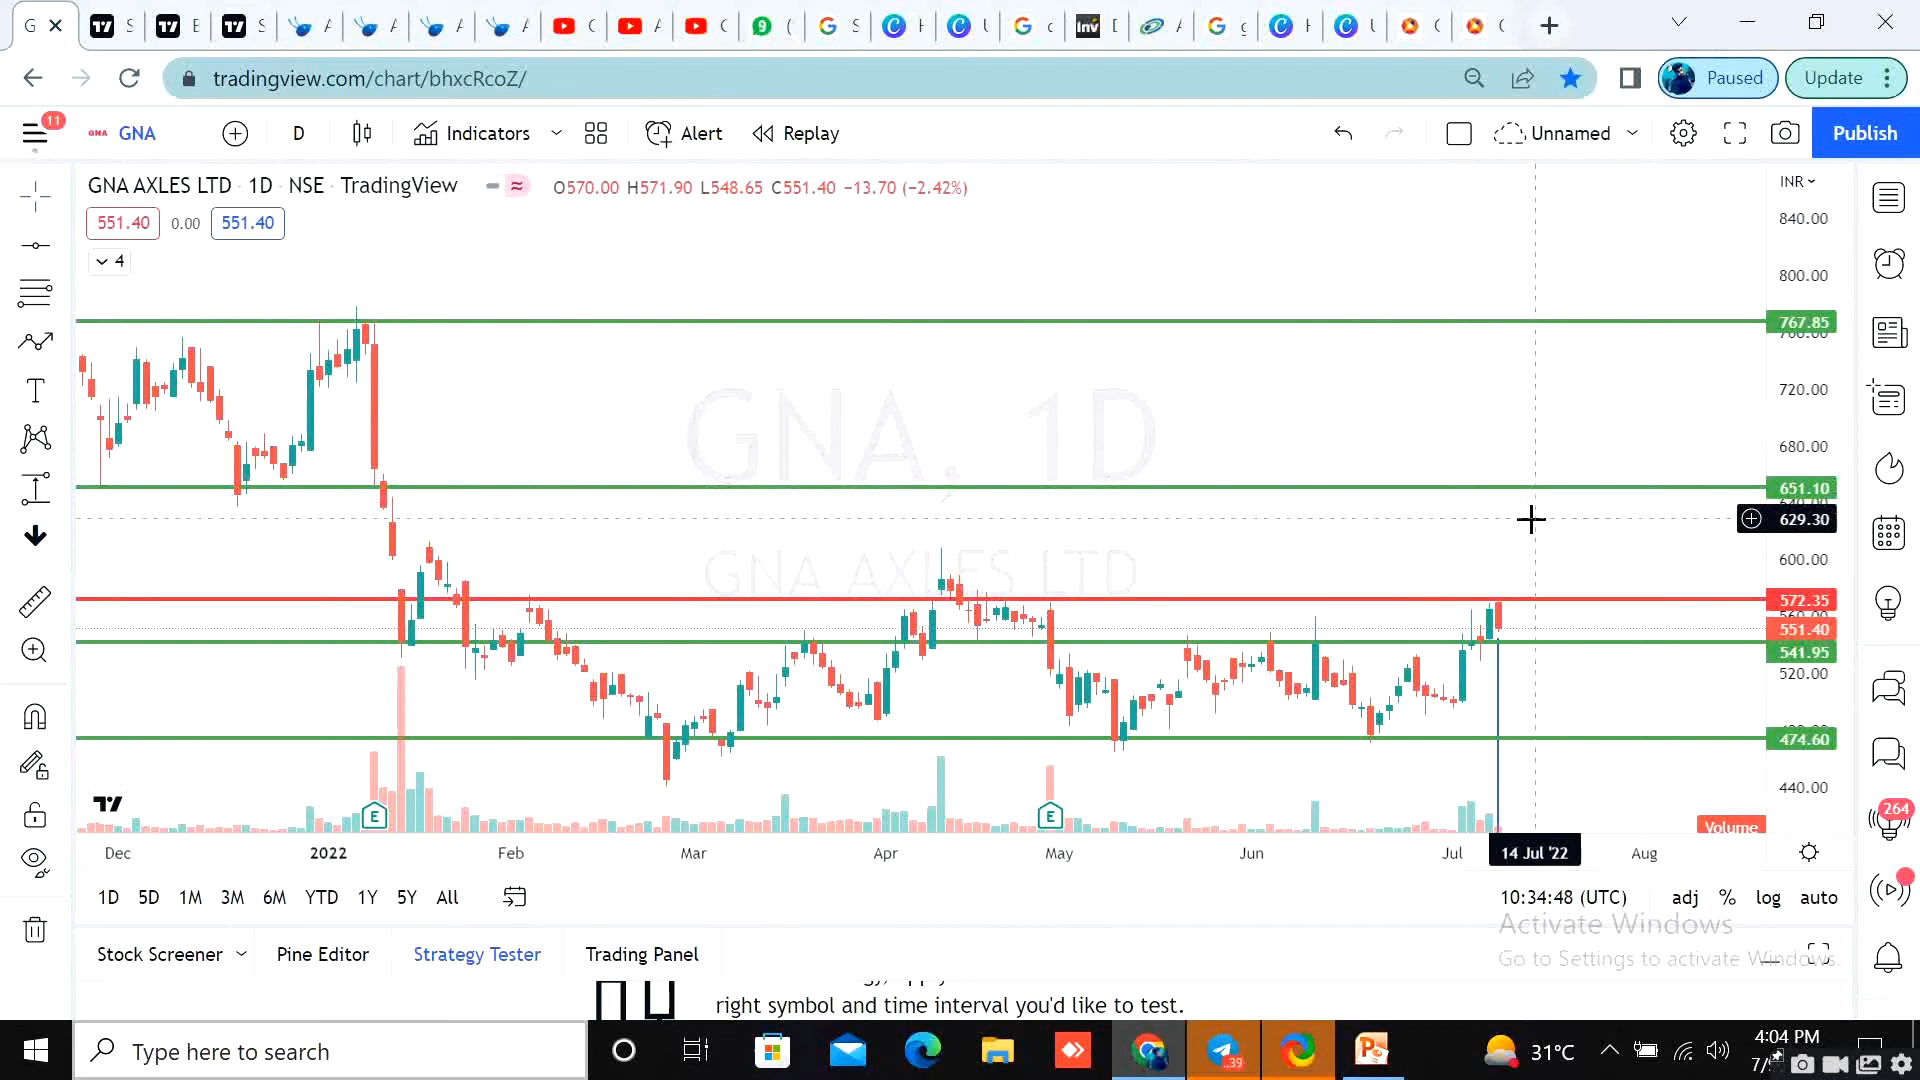 G
tradingview.com/chart/bhxcRcoZ/
Paused
Update
11
GNA
GNA
D
Indicators
Alert
Replay
Unnamed
Publish
GNA AXLES LTD · 1D · NSE · TradingView
O570.00 H571.90 L548.65 C551.40 −13.70 (−2.42%)
551.40
0.00
551.40
4
INR
840.00
800.00
767.85
720.00
680.00
651.10
629.30
600.00
572.35
551.40
541.95
520.00
474.60
440.00
GNA, 1D
GNA AXLES LTD
E
E
Volume
Dec
2022
Feb
Mar
Apr
May
Jun
Jul
14 Jul '22
Aug
1D
5D
1M
3M
6M
YTD
1Y
5Y
All
10:34:48 (UTC)
adj
%
log
auto
264
Activate Windows
Go to Settings to activate Windows.
Stock Screener
Pine Editor
Strategy Tester
Trading Panel
right symbol and time interval you'd like to test.
Type here to search
39
31°C
4:04 PM